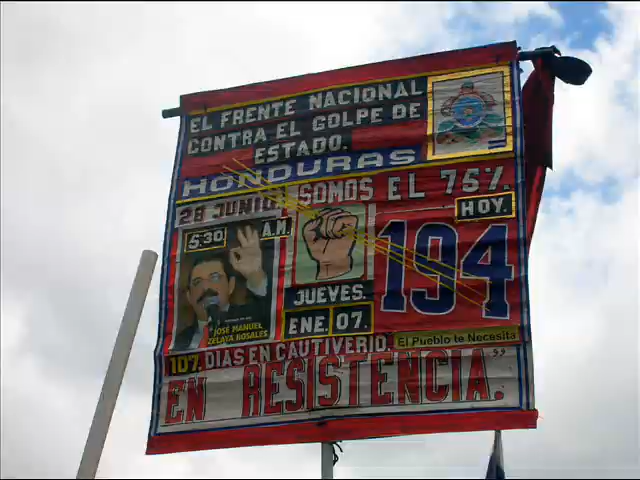 EL FRENTE NACIONAL
CONTRA EL GOLPE DE
ESTADO.
HONDURAS
SOMOS EL 75%.
28 JUNIO
HOY.
5:30 A.M.
194
JUEVES.
ENE. 07.
JOSÉ MANUEL
ZELAYA ROSALES
107. DIAS EN CAUTIVERIO.
El Pueblo te Necesita
EN RESISTENCIA."